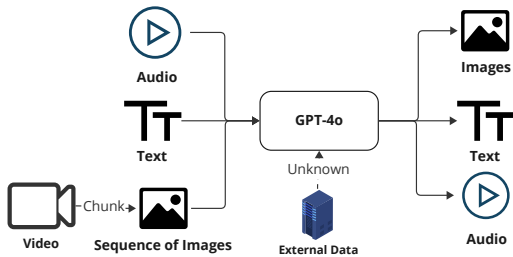 Audio
Images
GPT-4o
Text
Text
Unknown
Chunk
Video
Sequence of Images
External Data
Audio